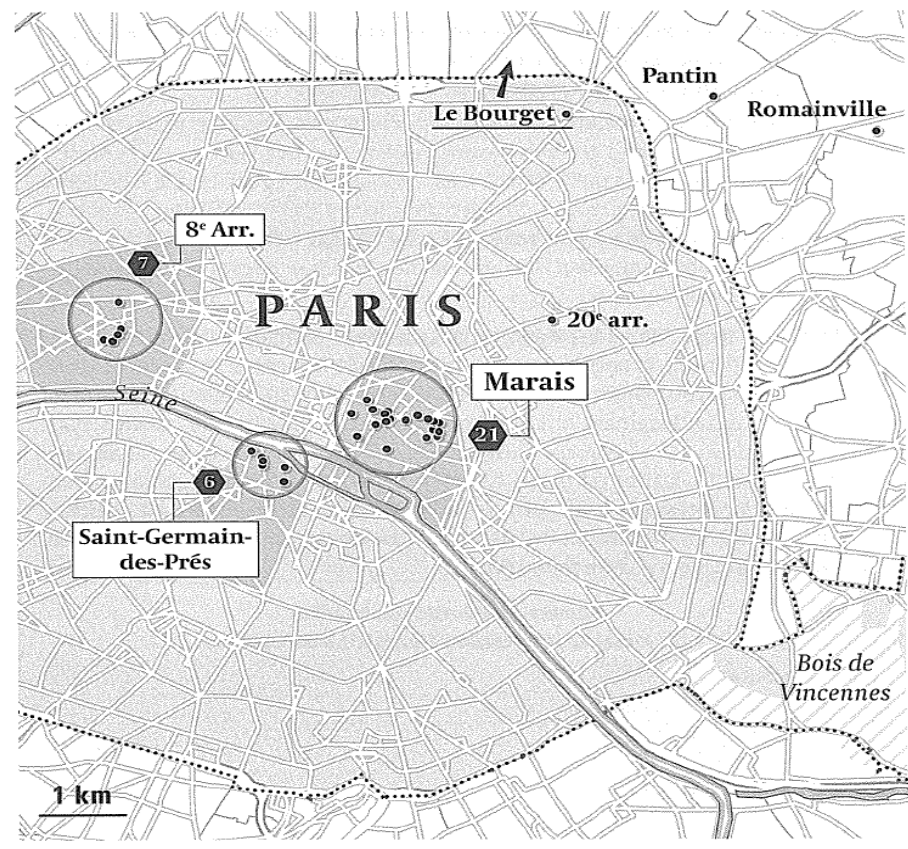 Pantin
Le Bourget
Romainville
8e Arr.
7
PARIS
20e arr.
Marais
Seine
21
6
Saint-Germain-
des-Prés
Bois de
Vincennes
1 km